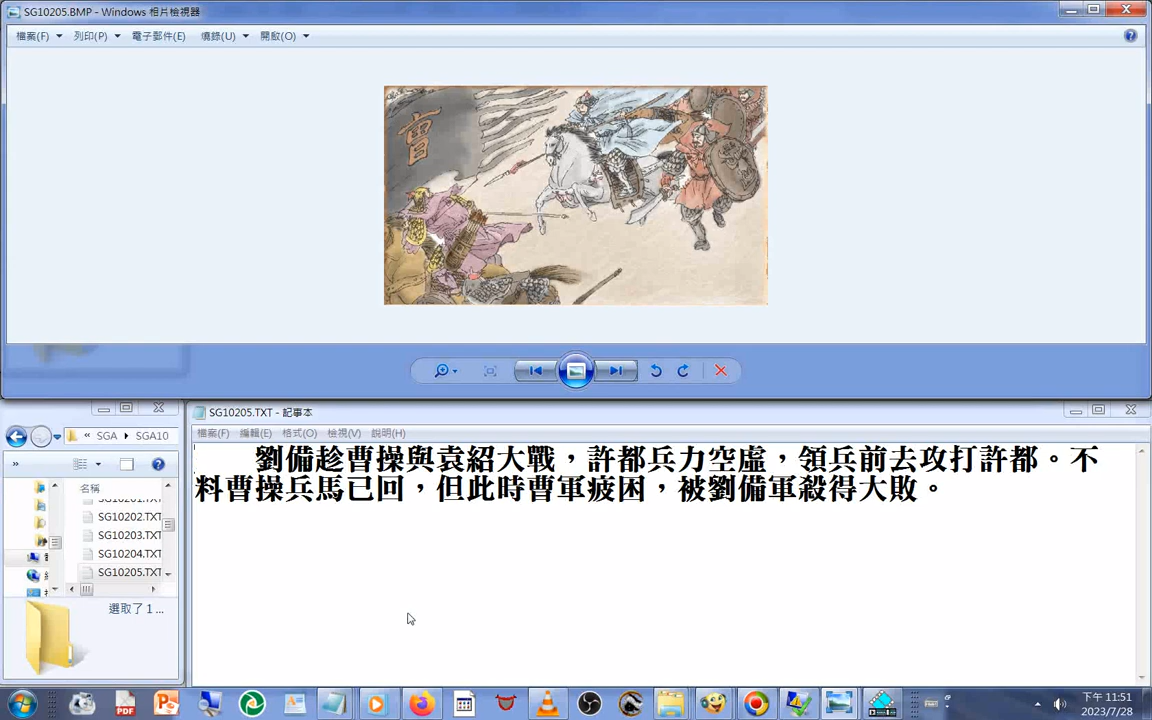 SG10205.BMP - Windows 相片檢視器
檔案(F) 列印(P) 電子郵件(E) 燒錄(U) 開啟(O)
曹
SG10205.TXT - 記事本
SGA SGA10
檔案(F) 編輯(E) 格式(O) 檢視(V) 說明(H)
劉備趁曹操與袁紹大戰，許都兵力空虛，領兵前去攻打許都。不
料曹操兵馬已回，但此時曹軍疲困，被劉備軍殺得大敗。
名稱
SG10202.TXT
SG10203.TXT
SG10204.TXT
SG10205.TXT
選取了 1 ...
下午 11:51
2023/7/28